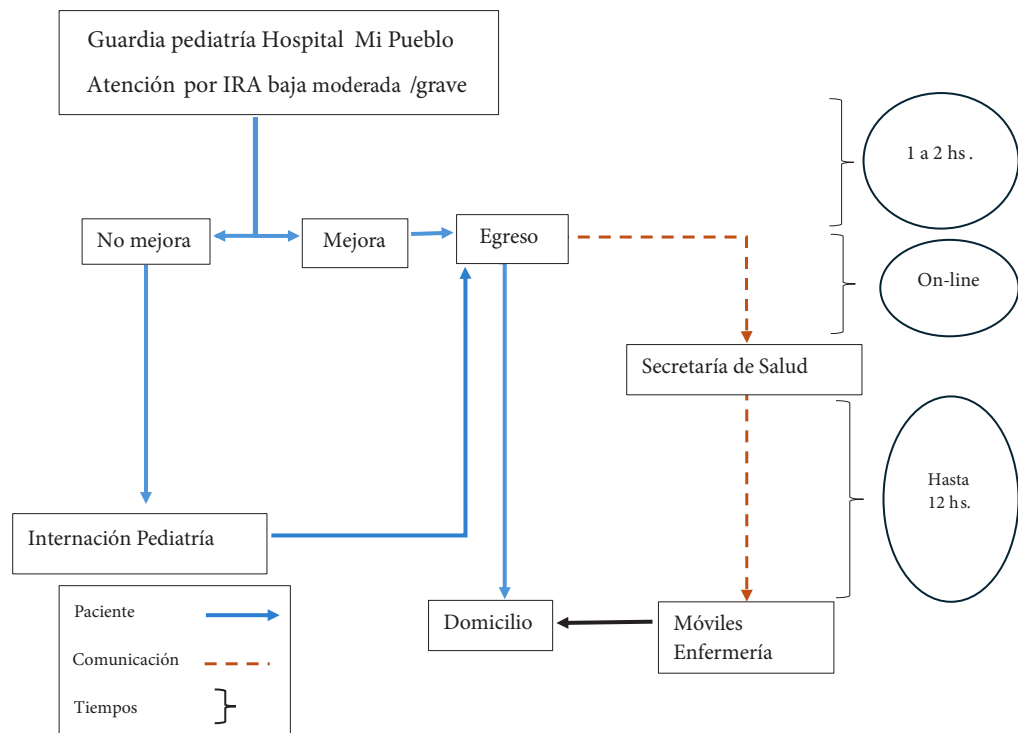 Guardia pediatría Hospital Mi Pueblo
Atención por IRA baja moderada /grave
1 a 2 hs .
No mejora
Mejora
Egreso
On-line
Secretaría de Salud
Hasta
12 hs.
Internación Pediatría
Domicilio
Móviles
Enfermería
Paciente
Comunicación
Tiempos